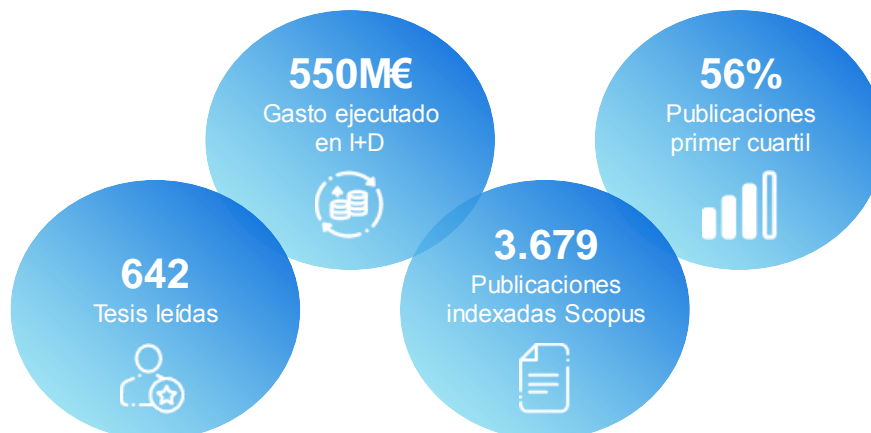 550M€
Gasto ejecutado
en I+D
56%
Publicaciones
primer cuartil
642
Tesis leídas
3.679
Publicaciones
indexadas Scopus